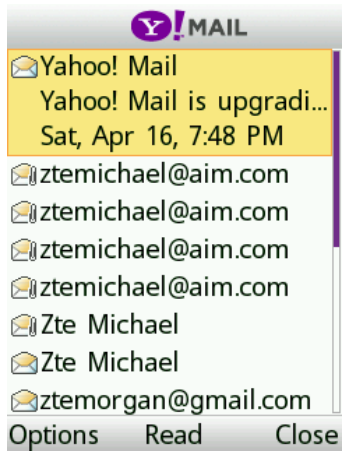 Y! MAIL
Yahoo! Mail
Yahoo! Mail is upgradi...
Sat, Apr 16, 7:48 PM
ztemichael@aim.com
ztemichael@aim.com
ztemichael@aim.com
ztemichael@aim.com
Zte Michael
Zte Michael
ztemorgan@gmail.com
Options Read Close